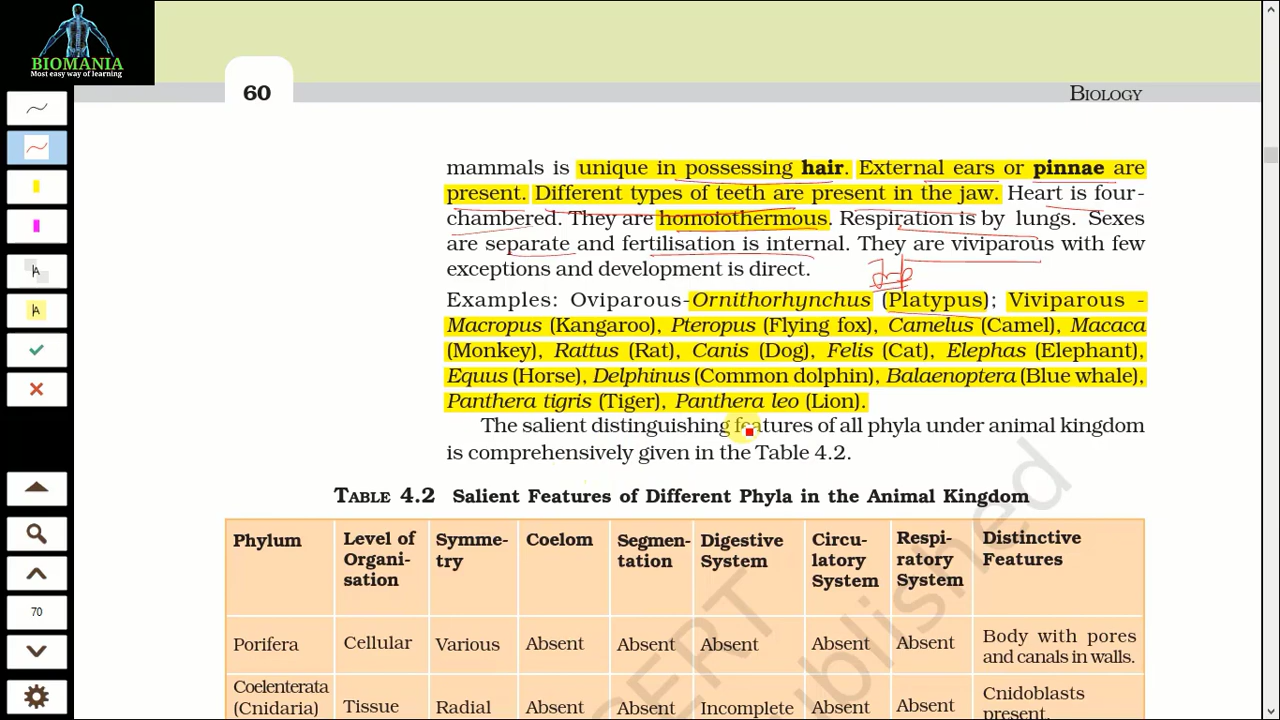 BIOMANIA
Most easy way of learning
60
BIOLOGY
mammals is unique in possessing hair. External ears or pinnae are
present. Different types of teeth are present in the jaw. Heart is four-
chambered. They are homolothermous. Respiration is by lungs. Sexes
are separate and fertilisation is internal. They are viviparous with few
exceptions and development is direct.
Imp
Examples: Oviparous-Ornithorhynchus (Platypus); Viviparous -
Macropus (Kangaroo), Pteropus (Flying fox), Camelus (Camel), Macaca
(Monkey), Rattus (Rat), Canis (Dog), Felis (Cat), Elephas (Elephant),
Equus (Horse), Delphinus (Common dolphin), Balaenoptera (Blue whale),
Panthera tigris (Tiger), Panthera leo (Lion).
The salient distinguishing features of all phyla under animal kingdom
is comprehensively given in the Table 4.2.
TABLE 4.2 Salient Features of Different Phyla in the Animal Kingdom
Phylum Level of Organi-sation Symme-try Coelom Segmen-tation Digestive System Circu-latory System Respi-ratory System Distinctive Features
Porifera Cellular Various Absent Absent Absent Absent Absent Body with pores and canals in walls.
Coelenterata (Cnidaria) Tissue Radial Absent Absent Incomplete Absent Absent Cnidoblasts present.
70